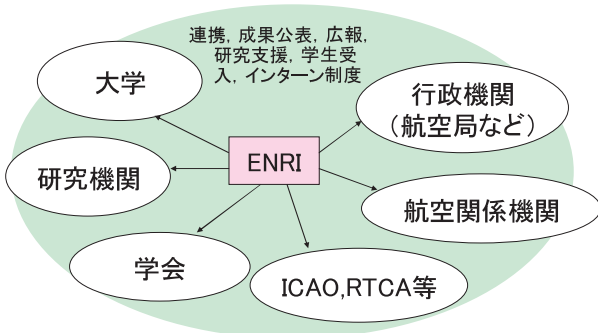 連携, 成果公表, 広報,
研究支援, 学生受
入, インターン制度
大学
行政機関
(航空局など)
ENRI
研究機関
航空関係機関
学会
ICAO,RTCA等